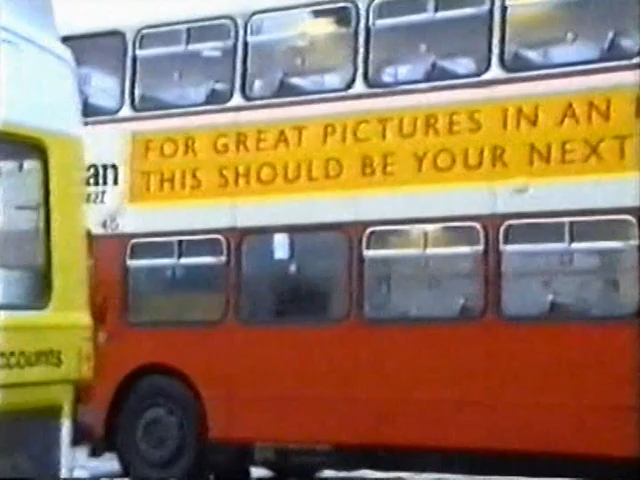 FOR GREAT PICTURES IN AN
THIS SHOULD BE YOUR NEXT
an
ccounts